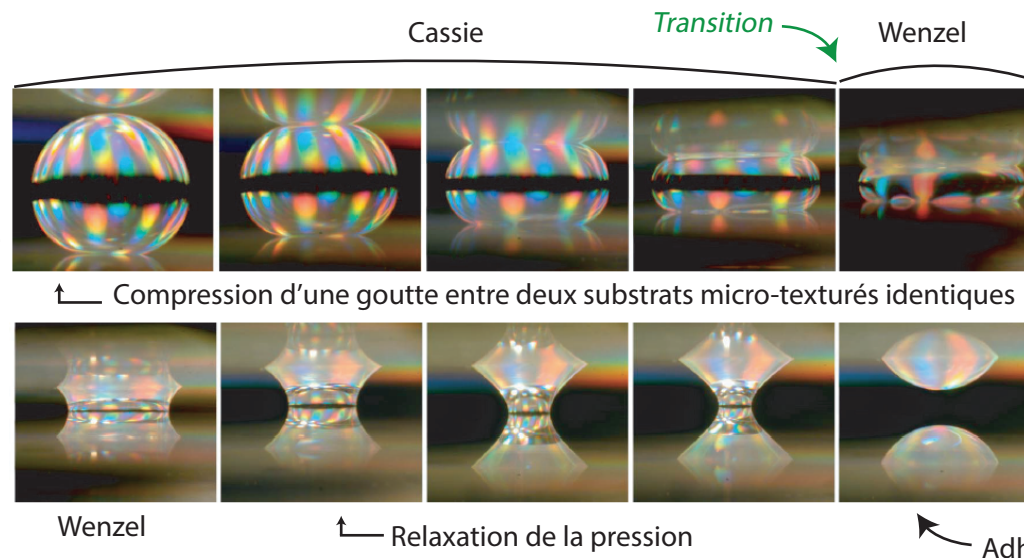 Cassie
Transition
Wenzel
Compression d'une goutte entre deux substrats micro-texturés identiques
Wenzel
Relaxation de la pression